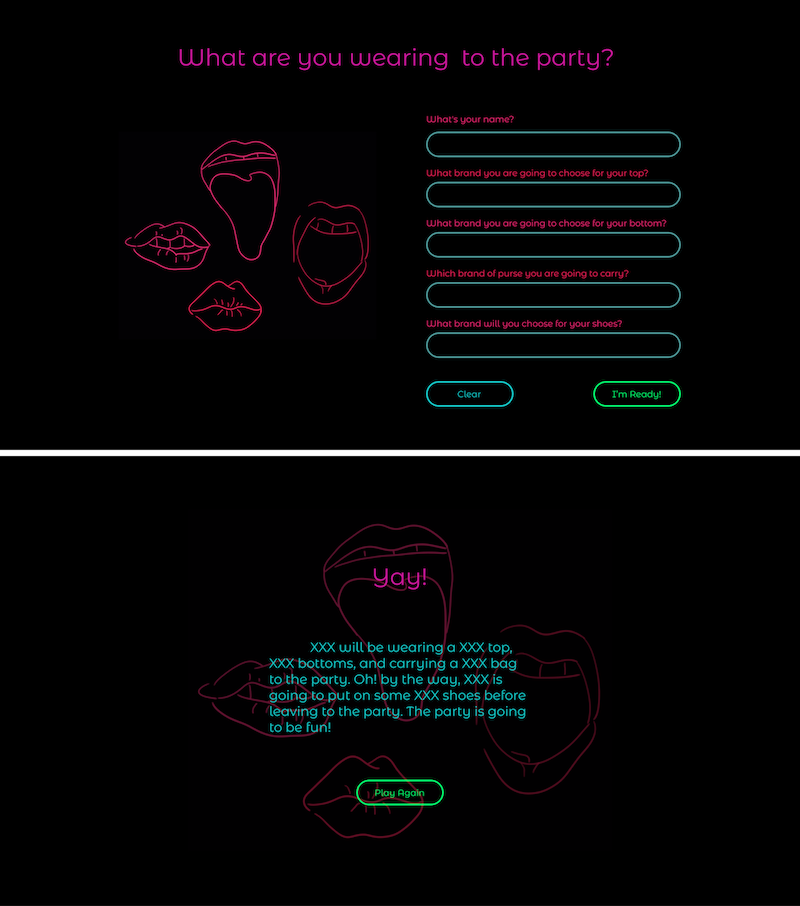 What are you wearing  to the party?
What's your name?
What brand you are going to choose for your top?
What brand you are going to choose for your bottom?
Which brand of purse you are going to carry?
What brand will you choose for your shoes?
Clear
I'm Ready!
Yay!
XXX will be wearing a XXX top,
XXX bottoms, and carrying a XXX bag
to the party. Oh! by the way, XXX is
going to put on some XXX shoes before
leaving to the party. The party is going
to be fun!
Play Again